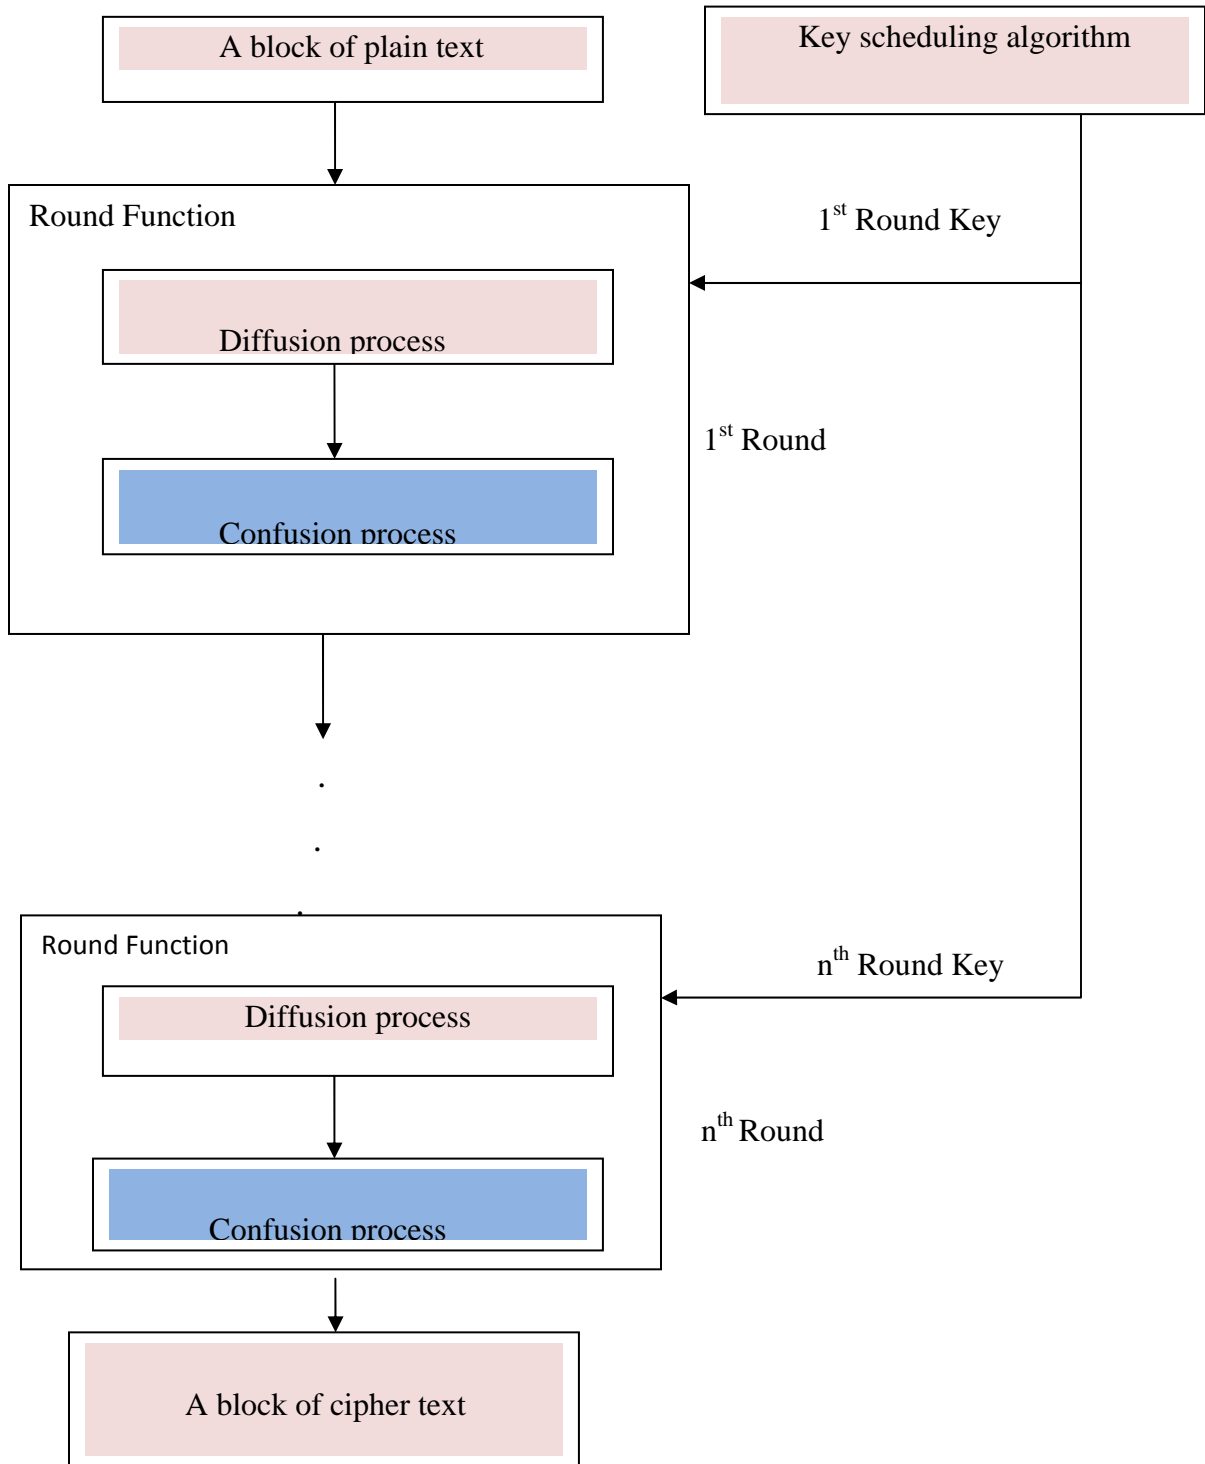 A block of plain text
Key scheduling algorithm
Round Function
1st Round Key
Diffusion process
1st Round
Confusion process
.
.
.
Round Function
nth Round Key
Diffusion process
nth Round
Confusion process
A block of cipher text